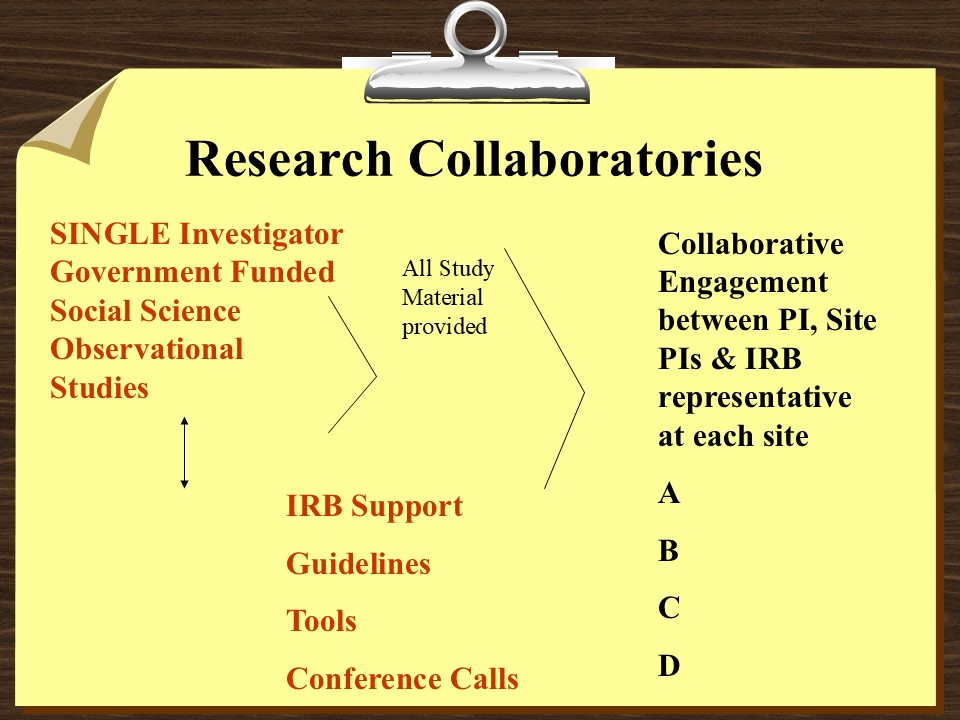 Research Collaboratories
SINGLE Investigator
Government Funded
Social Science
Observational
Studies
All Study
Material
provided
Collaborative
Engagement
between PI, Site
PIs & IRB
representative
at each site
A
B
C
D
IRB Support
Guidelines
Tools
Conference Calls